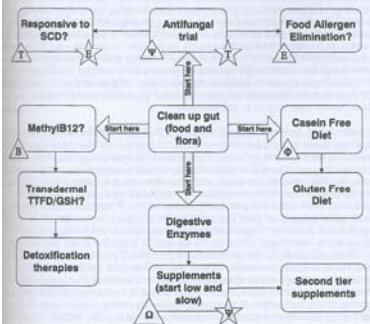 Responsive to
SCD?
T
E
Antifungal
trial
Ψ
T
Food Allergen
Elimination?
E
Start here
MethylB12?
B
Start here
Clean up gut
(food and
flora)
Start here
Casein Free
Diet
Φ
Start here
Transdermal
TTFD/GSH?
Gluten Free
Diet
Digestive
Enzymes
Detoxification
therapies
Supplements
(start low and
slow)
Ω
Ψ
Second tier
supplements